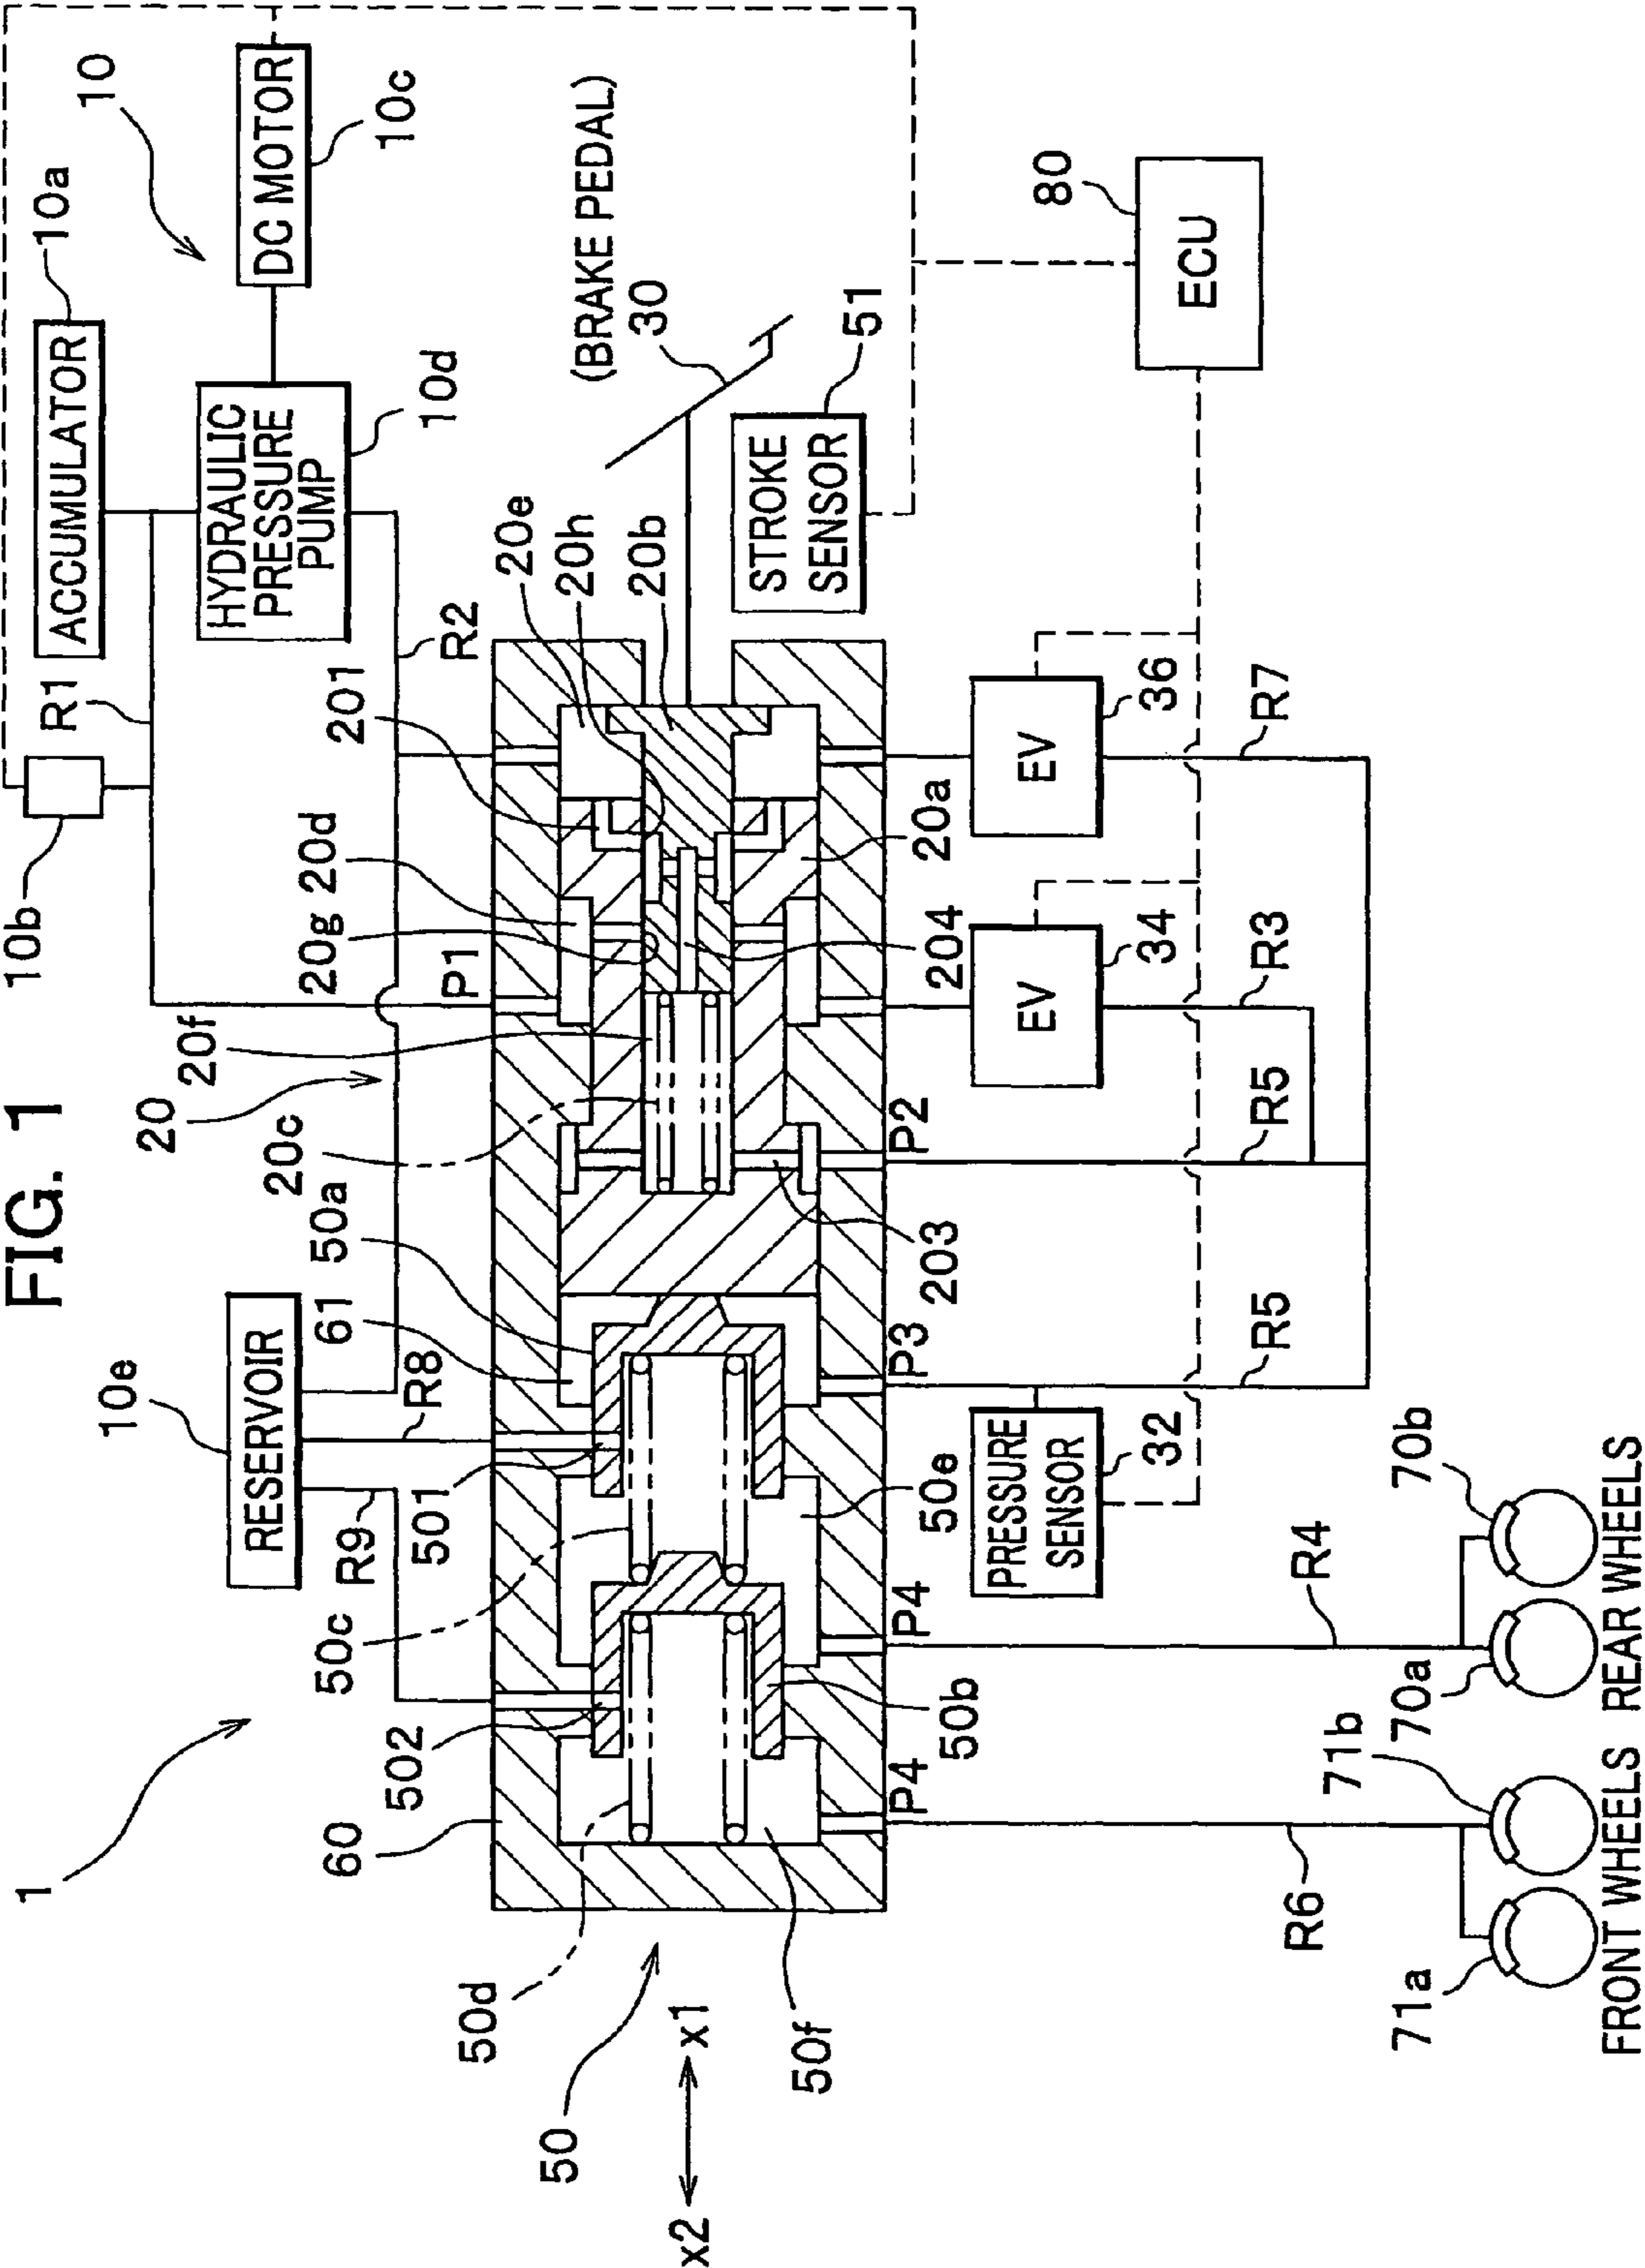 FIG. 1
1
10
10a
ACCUMULATOR
10b
R1
DC MOTOR
10c
HYDRAULIC
PRESSURE
PUMP
10d
R2
10e
RESERVOIR
R8
R9
(BRAKE PEDAL)
30
STROKE
SENSOR
51
80
ECU
20
20f
20c
50a
61
501
50c
502
60
50d
50
50f
x2
x1
P1
20g
20d
201
20e
20h
20b
20a
204
P2
203
P3
50e
P4
50b
P4
EV
36
R7
EV
34
R3
R5
R5
PRESSURE
SENSOR
32
R4
R6
70b
70a
71b
71a
REAR WHEELS
FRONT WHEELS